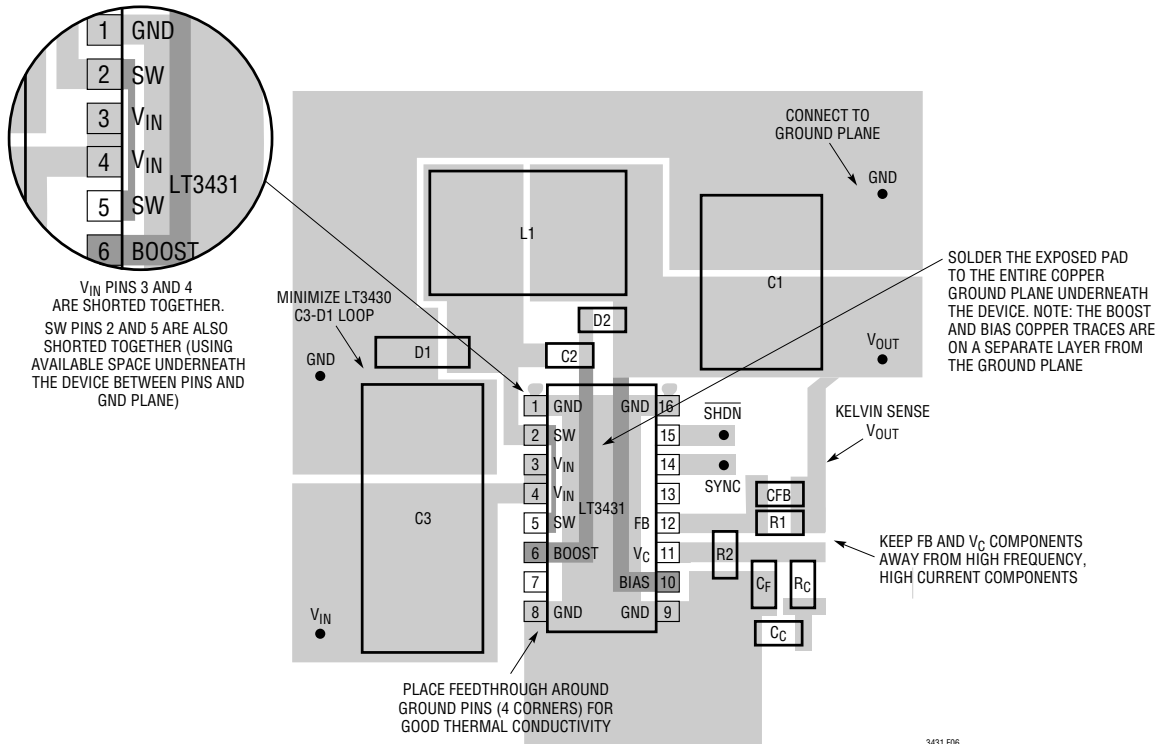 1 GND
2 SW
3 VIN
4 VIN
LT3431
5 SW
6 BOOST
VIN PINS 3 AND 4
ARE SHORTED TOGETHER.
SW PINS 2 AND 5 ARE ALSO
SHORTED TOGETHER (USING
AVAILABLE SPACE UNDERNEATH
THE DEVICE BETWEEN PINS AND
GND PLANE)
MINIMIZE LT3430
C3-D1 LOOP
GND
D1
C3
VIN
L1
D2
C2
CONNECT TO
GROUND PLANE
GND
C1
VOUT
SOLDER THE EXPOSED PAD
TO THE ENTIRE COPPER
GROUND PLANE UNDERNEATH
THE DEVICE. NOTE: THE BOOST
AND BIAS COPPER TRACES ARE
ON A SEPARATE LAYER FROM
THE GROUND PLANE
1 GND GND 16
2 SW 15
3 VIN 14
4 VIN 13
LT3431
5 SW FB 12
6 BOOST VC 11
7 BIAS 10
8 GND GND 9
SHDN
SYNC
KELVIN SENSE
VOUT
CFB
R1
R2
CF
RC
CC
KEEP FB AND VC COMPONENTS
AWAY FROM HIGH FREQUENCY,
HIGH CURRENT COMPONENTS
PLACE FEEDTHROUGH AROUND
GROUND PINS (4 CORNERS) FOR
GOOD THERMAL CONDUCTIVITY
3431 F06